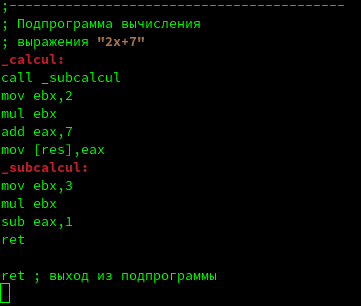 ;------------------------------------------
; Подпрограмма вычисления
; выражения "2x+7"
_calcul:
call _subcalcul
mov ebx,2
mul ebx
add eax,7
mov [res],eax
_subcalcul:
mov ebx,3
mul ebx
sub eax,1
ret
ret ; выход из подпрограммы